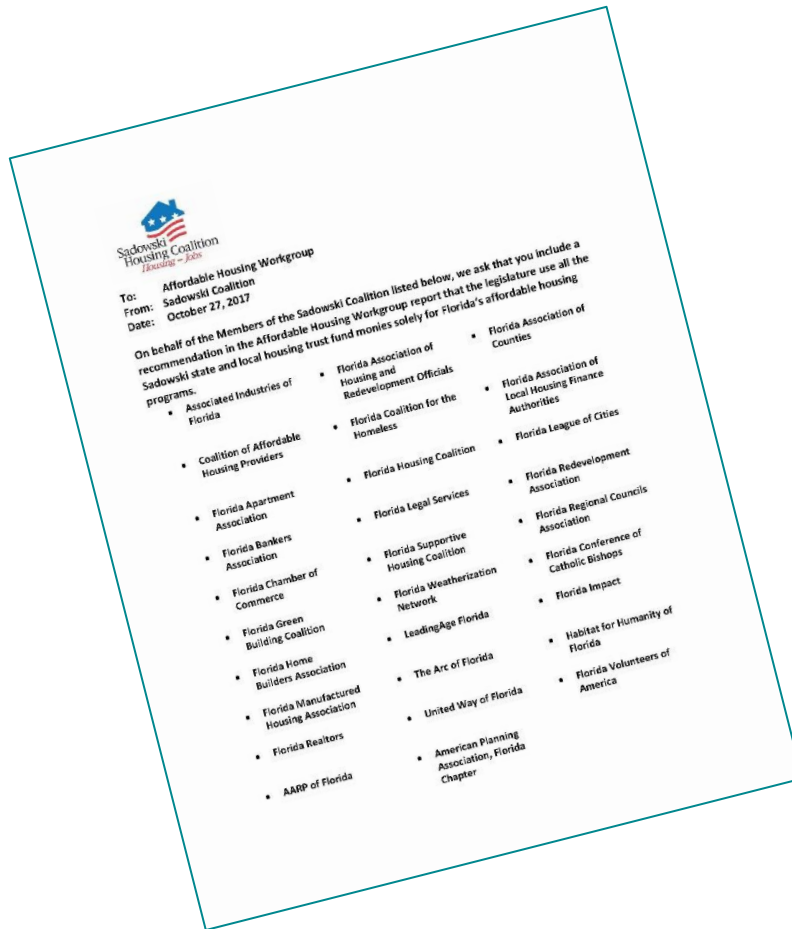 Sadowski
Housing Coalition
Housing – Jobs
To: Affordable Housing Workgroup
From: Sadowski Coalition
Date: October 27, 2017
On behalf of the Members of the Sadowski Coalition listed below, we ask that you include a
recommendation in the Affordable Housing Workgroup report that the legislature use all the
Sadowski state and local housing trust fund monies solely for Florida's affordable housing
programs.
• Associated Industries of
Florida
• Coalition of Affordable
Housing Providers
• Florida Apartment
Association
• Florida Bankers
Association
• Florida Chamber of
Commerce
• Florida Green
Building Coalition
• Florida Home
Builders Association
• Florida Manufactured
Housing Association
• Florida Realtors
• AARP of Florida
• Florida Association of
Housing and
Redevelopment Officials
• Florida Coalition for the
Homeless
• Florida Housing Coalition
• Florida Legal Services
• Florida Supportive
Housing Coalition
• Florida Weatherization
Network
• LeadingAge Florida
• The Arc of Florida
• United Way of Florida
• American Planning
Association, Florida
Chapter
• Florida Association of
Counties
• Florida Association of
Local Housing Finance
Authorities
• Florida League of Cities
• Florida Redevelopment
Association
• Florida Regional Councils
Association
• Florida Conference of
Catholic Bishops
• Florida Impact
• Habitat for Humanity of
Florida
• Florida Volunteers of
America